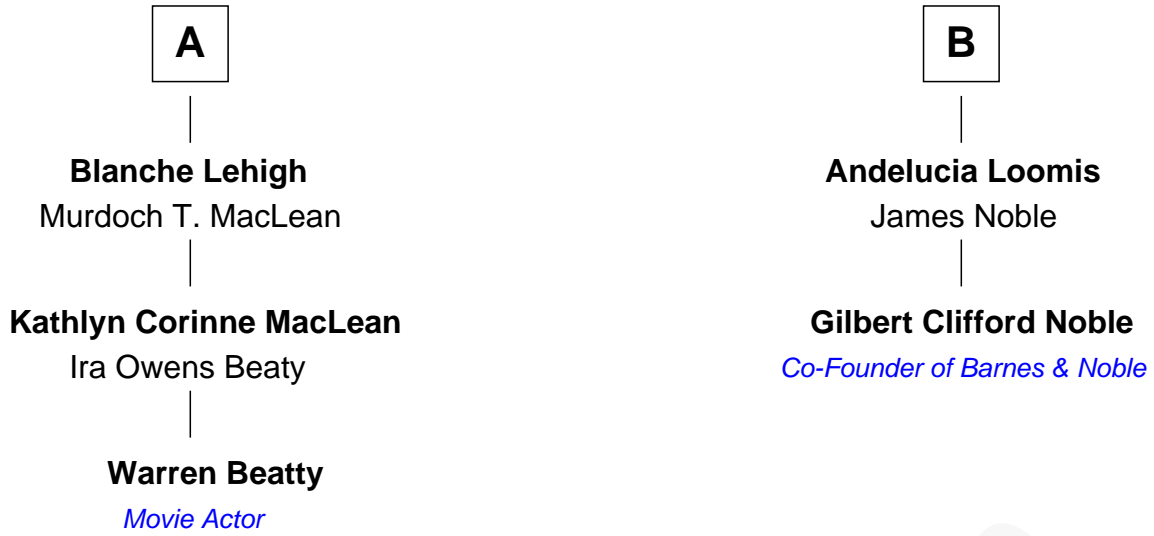 A
Blanche Lehigh
Murdoch T. MacLean
Kathlyn Corinne MacLean
Ira Owens Beaty
Warren Beatty
Movie Actor
B
Andelucia Loomis
James Noble
Gilbert Clifford Noble
Co-Founder of Barnes & Noble